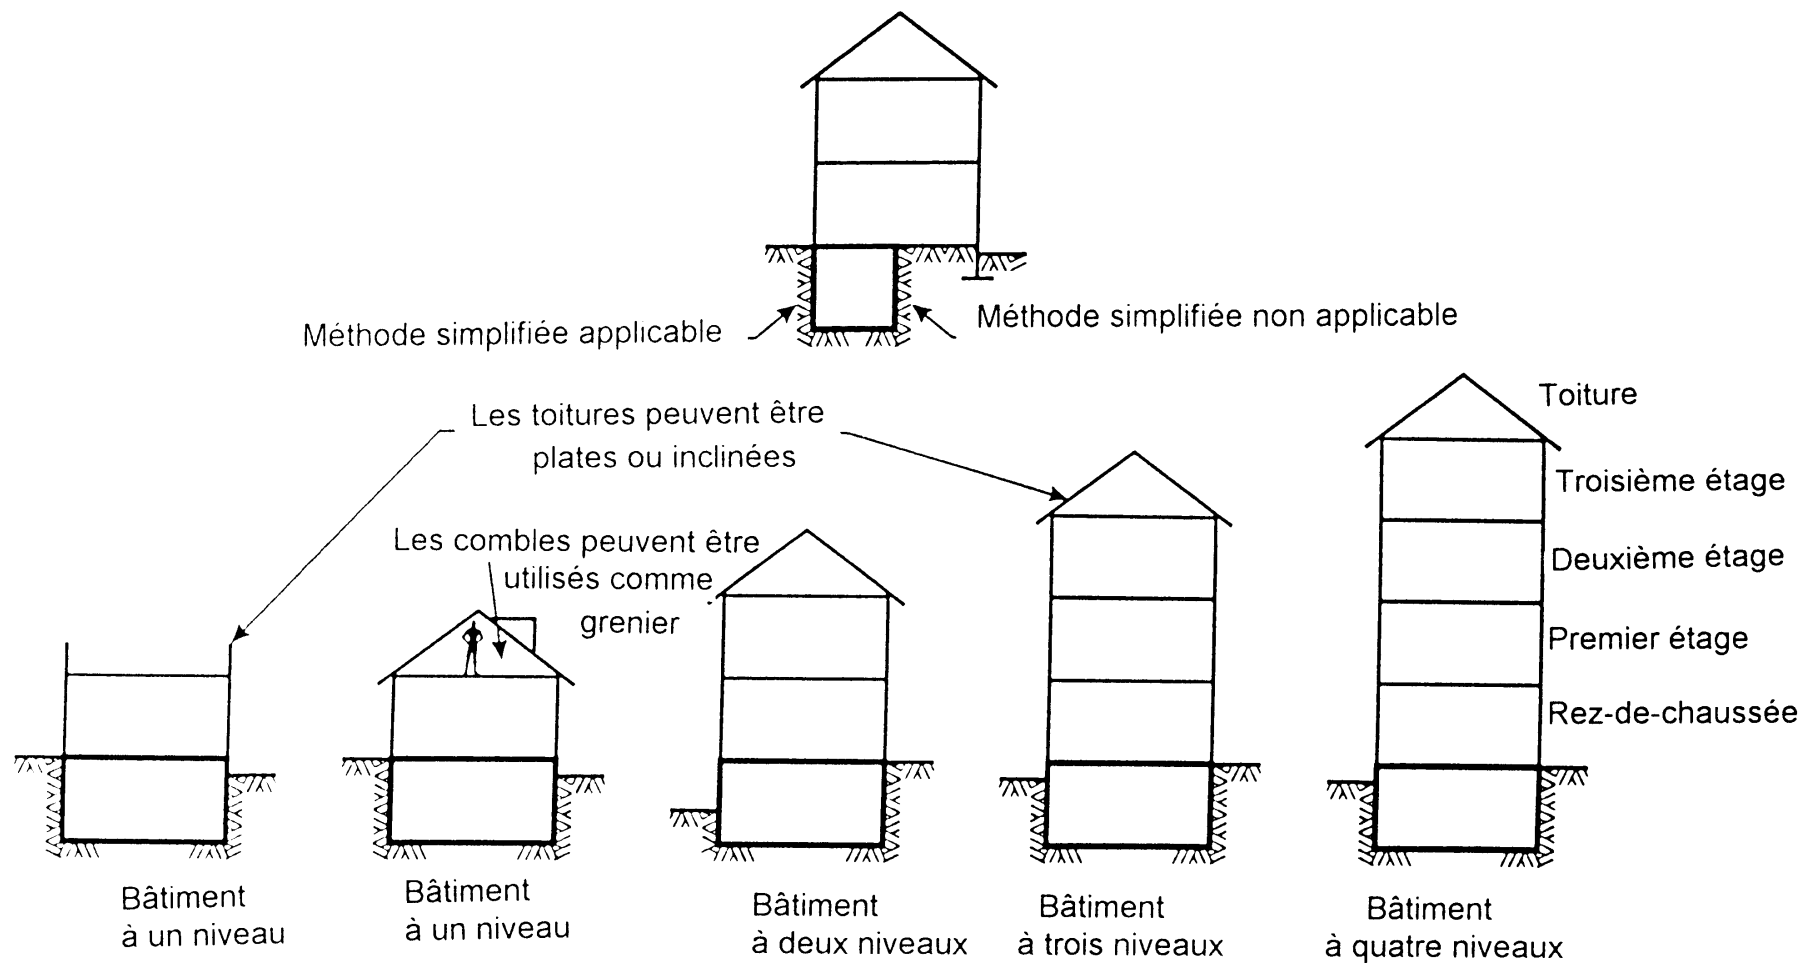 Méthode simplifiée applicable
Méthode simplifiée non applicable
Les toitures peuvent être
plates ou inclinées
Les combles peuvent être
utilisés comme
grenier
Toiture
Troisième étage
Deuxième étage
Premier étage
Rez-de-chaussée
Bâtiment
à un niveau
Bâtiment
à un niveau
Bâtiment
à deux niveaux
Bâtiment
à trois niveaux
Bâtiment
à quatre niveaux